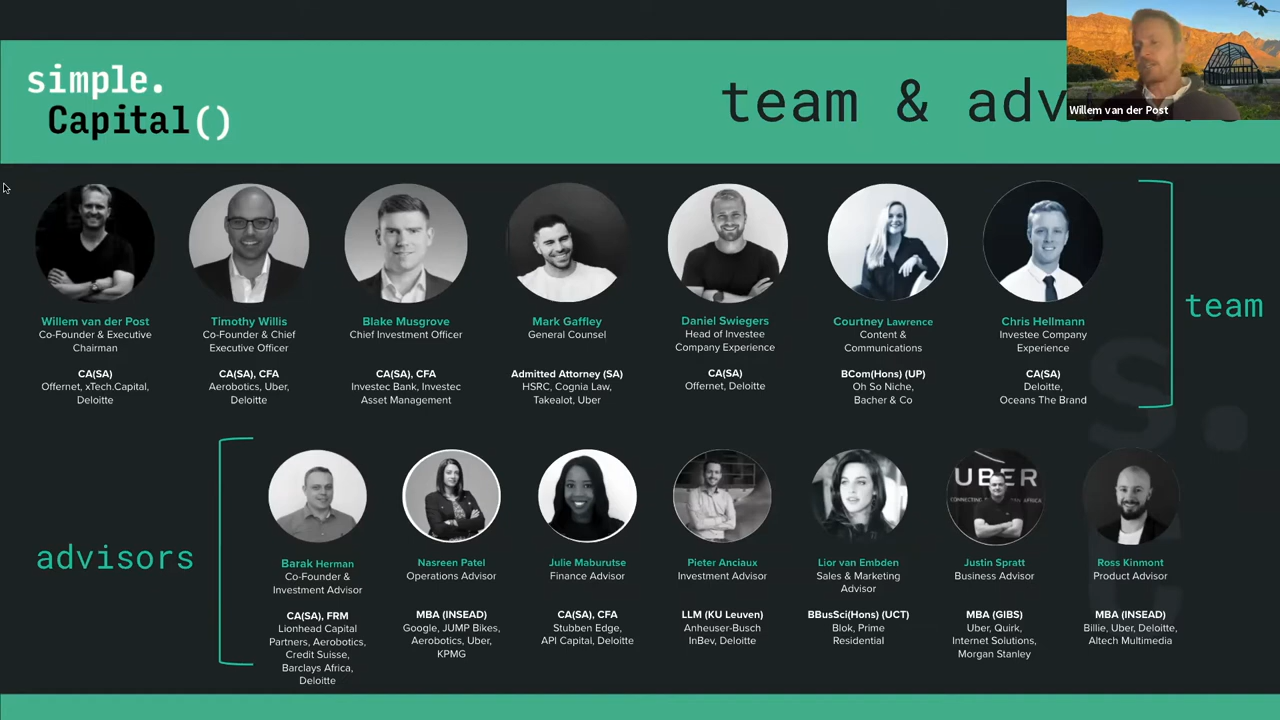 simple.
Capital()
team & adv
Willem van der Post
Willem van der Post
Co-Founder & Executive
Chairman
CA(SA)
Offernet, xTech.Capital,
Deloitte
Timothy Willis
Co-Founder & Chief
Executive Officer
CA(SA), CFA
Aerobotics, Uber,
Deloitte
Blake Musgrove
Chief Investment Officer
CA(SA), CFA
Investec Bank, Investec
Asset Management
Mark Gaffley
General Counsel
Admitted Attorney (SA)
HSRC, Cognia Law,
Takealot, Uber
Daniel Swiegers
Head of Investee
Company Experience
CA(SA)
Offernet, Deloitte
Courtney Lawrence
Content &
Communications
BCom(Hons) (UP)
Oh So Niche,
Bacher & Co
Chris Hellmann
Investee Company
Experience
CA(SA)
Deloitte,
Oceans The Brand
team
advisors
Barak Herman
Co-Founder &
Investment Advisor
CA(SA), FRM
Lionhead Capital
Partners, Aerobotics,
Credit Suisse,
Barclays Africa,
Deloitte
Nasreen Patel
Operations Advisor
MBA (INSEAD)
Google, JUMP Bikes,
Aerobotics, Uber,
KPMG
Julie Maburutse
Finance Advisor
CA(SA), CFA
Stubben Edge,
API Capital, Deloitte
Pieter Anciaux
Investment Advisor
LLM (KU Leuven)
Anheuser-Busch
InBev, Deloitte
Lior van Embden
Sales & Marketing
Advisor
BBusSci(Hons) (UCT)
Blok, Prime
Residential
UBER
Justin Spratt
Business Advisor
MBA (GIBS)
Uber, Quirk,
Internet Solutions,
Morgan Stanley
Ross Kinmont
Product Advisor
MBA (INSEAD)
Billie, Uber, Deloitte,
Altech Multimedia